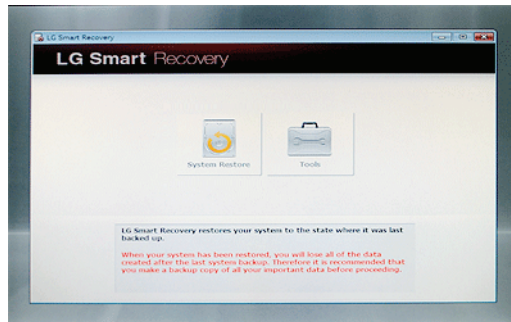 LG Smart Recovery
LG Smart Recovery
System Restore
Tools
LG Smart Recovery restores your system to the state where it was last
backed up.
When your system has been restored, you will lose all of the data
created after the last system backup. Therefore it is recommended that
you make a backup copy of all your important data before proceeding.